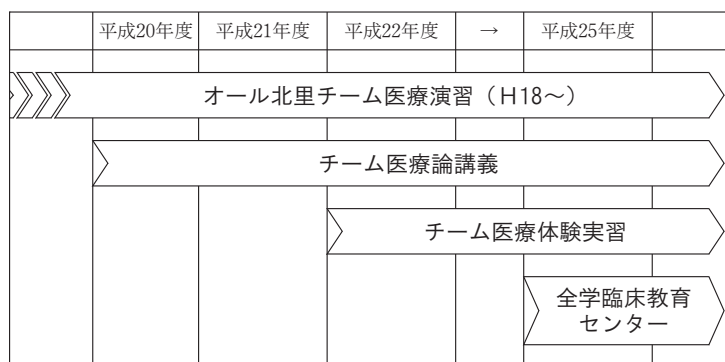 平成20年度 平成21年度 平成22年度 → 平成25年度
オール北里チーム医療演習（H18～）
チーム医療論講義
チーム医療体験実習
全学臨床教育
センター